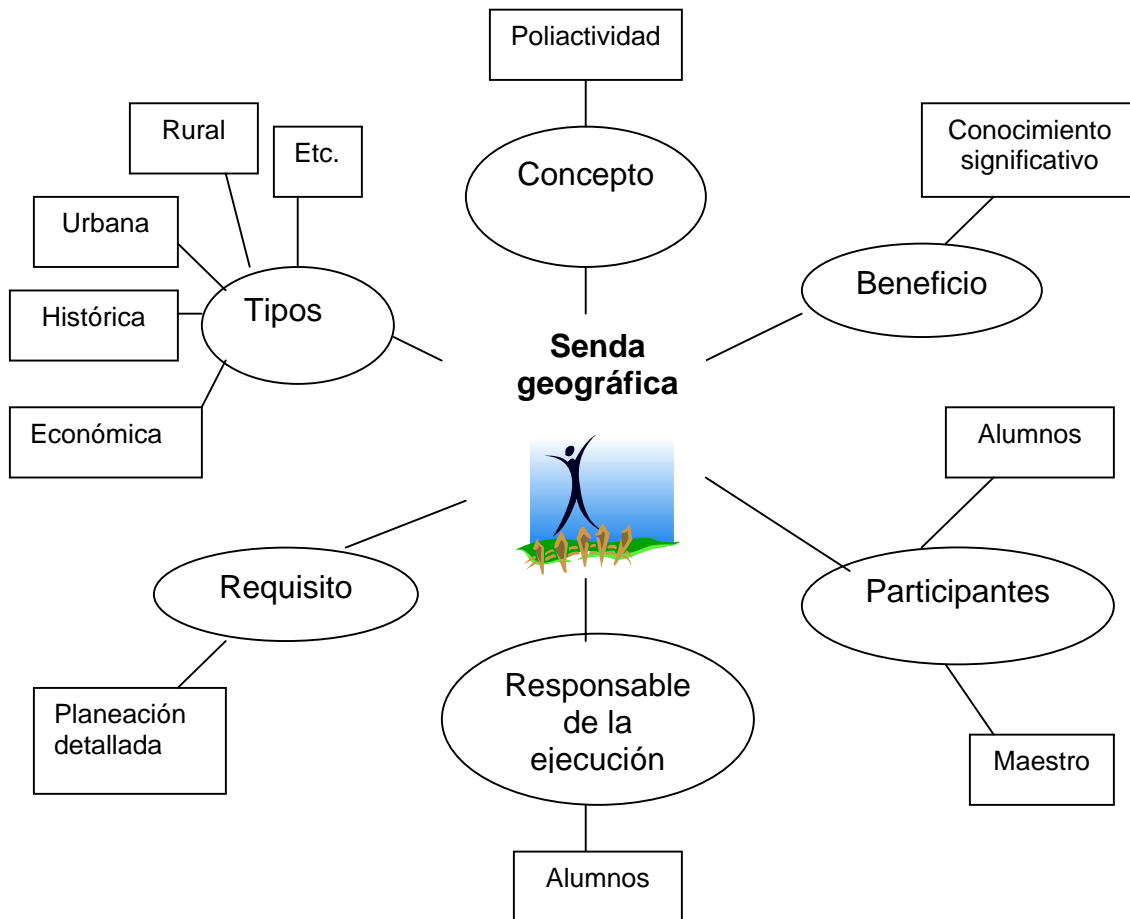 Poliactividad
Concepto
Rural
Etc.
Urbana
Histórica
Económica
Tipos
Conocimiento
significativo
Beneficio
Senda
geográfica
Alumnos
Participantes
Maestro
Requisito
Planeación
detallada
Responsable
de la
ejecución
Alumnos